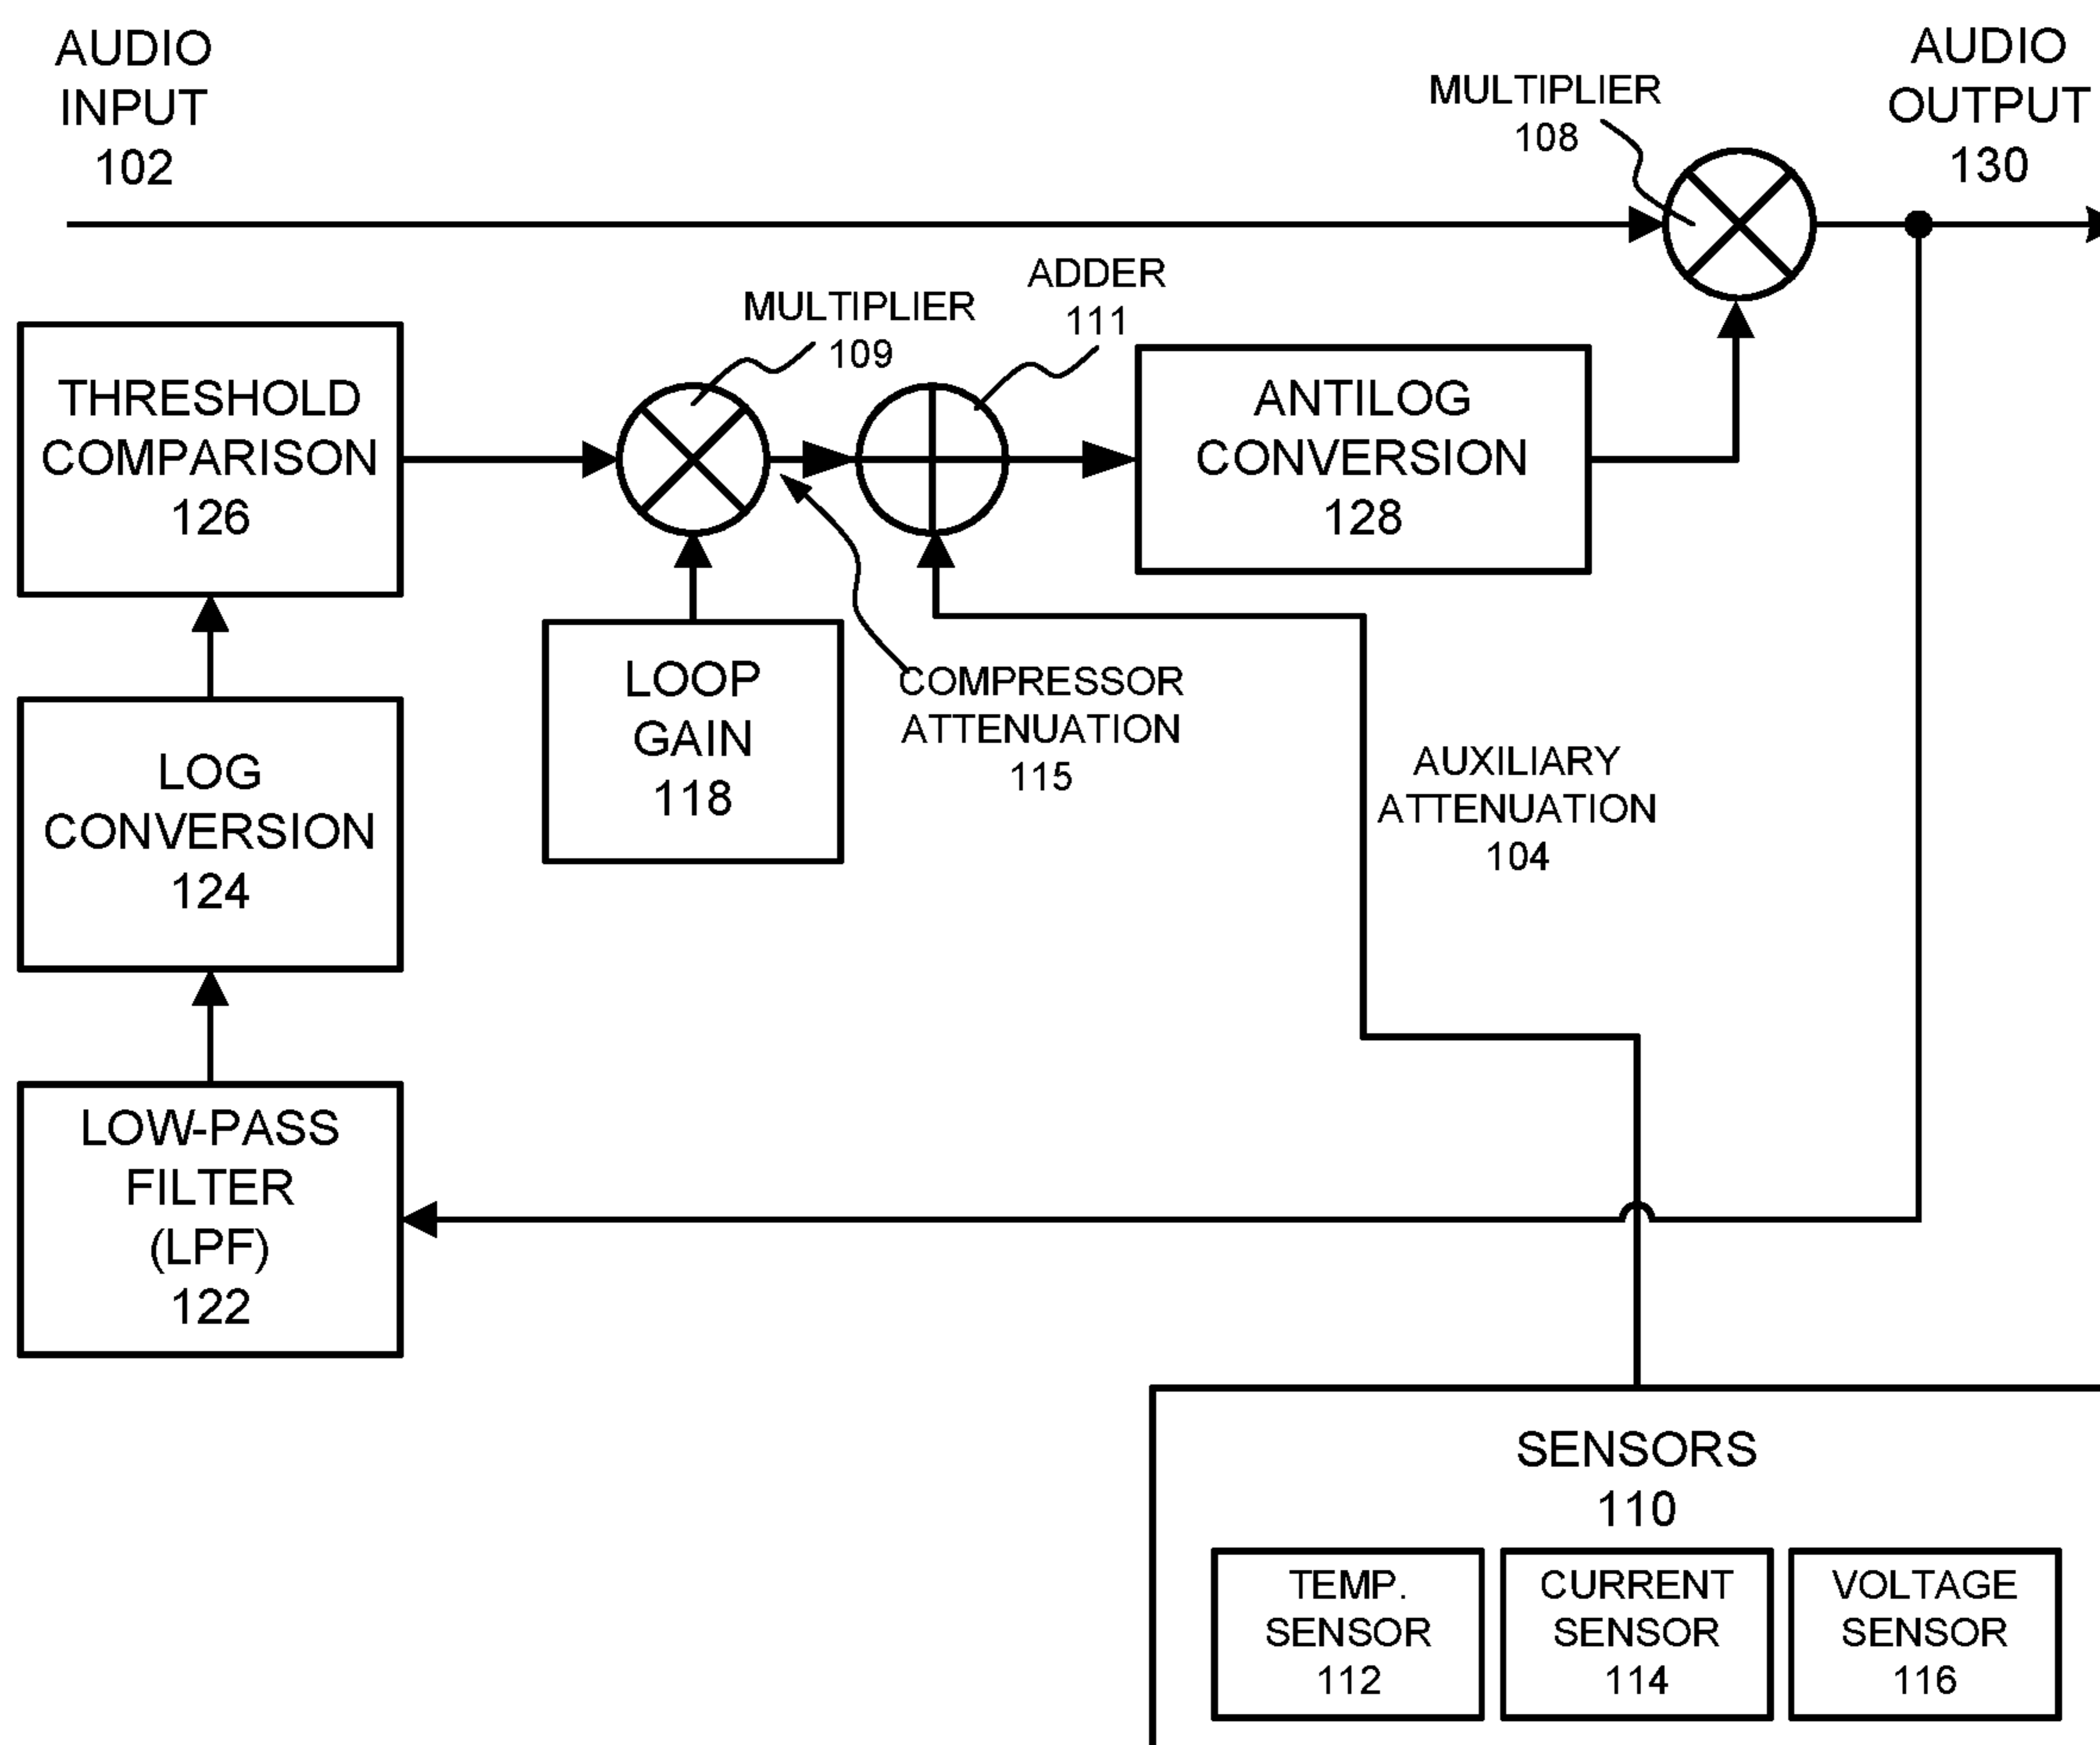 AUDIO
INPUT
102
MULTIPLIER
108
AUDIO
OUTPUT
130
ADDER
111
MULTIPLIER
109
THRESHOLD
COMPARISON
126
ANTILOG
CONVERSION
128
LOOP
GAIN
118
COMPRESSOR
ATTENUATION
115
LOG
CONVERSION
124
AUXILIARY
ATTENUATION
104
LOW-PASS
FILTER
(LPF)
122
SENSORS
110
TEMP.
SENSOR
112
CURRENT
SENSOR
114
VOLTAGE
SENSOR
116